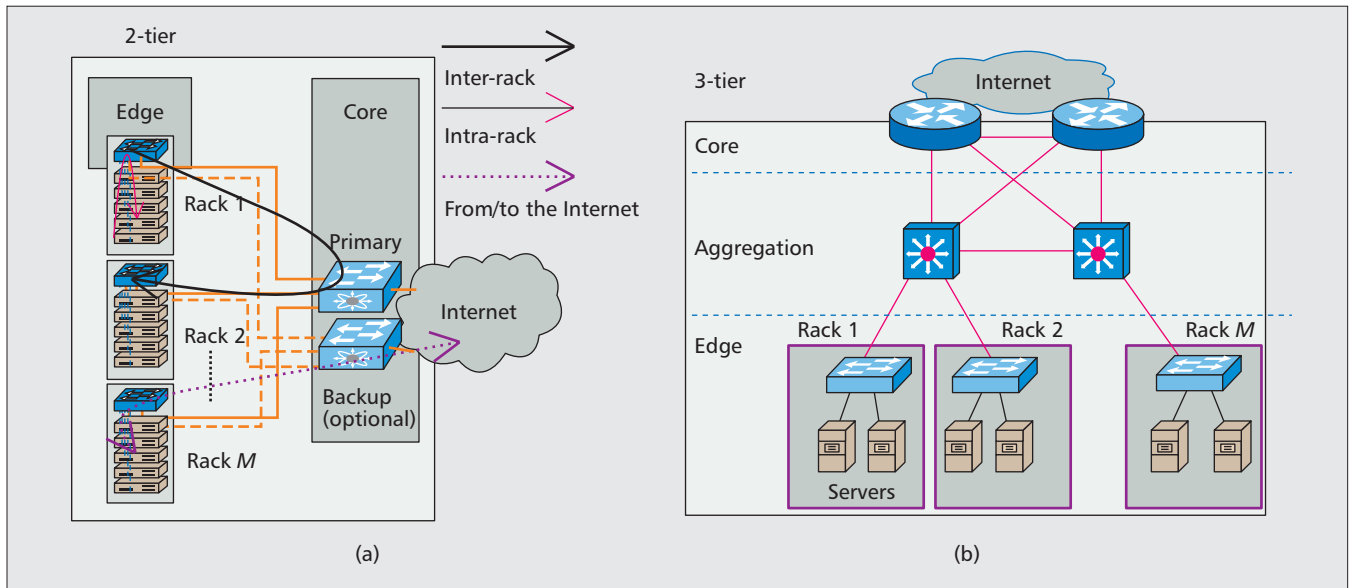 2-tier
Edge
Core
Inter-rack
Intra-rack
From/to the Internet
Rack 1
Primary
Internet
Rack 2
Backup
(optional)
Rack M
(a)
3-tier
Internet
Core
Aggregation
Edge
Rack 1
Rack 2
Rack M
Servers
(b)